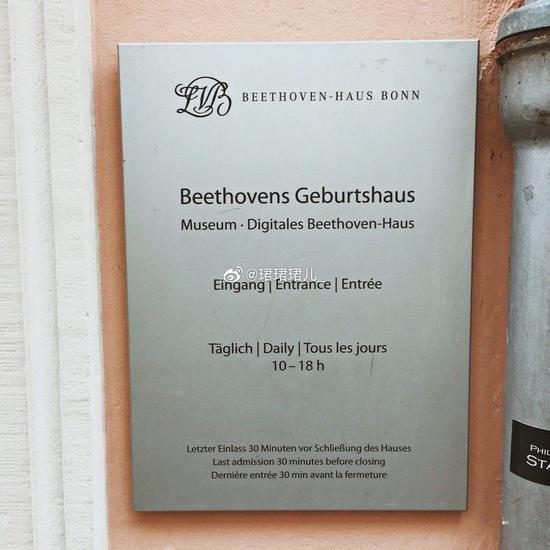 LVB BEETHOVEN-HAUS BONN
Beethovens Geburtshaus
Museum · Digitales Beethoven-Haus
@珺珺珺儿
Eingang | Entrance | Entrée
Täglich | Daily | Tous les jours
10 – 18 h
Letzter Einlass 30 Minuten vor Schließung des Hauses
Last admission 30 minutes before closing
Dernière entrée 30 min avant la fermeture
PHIL
STA